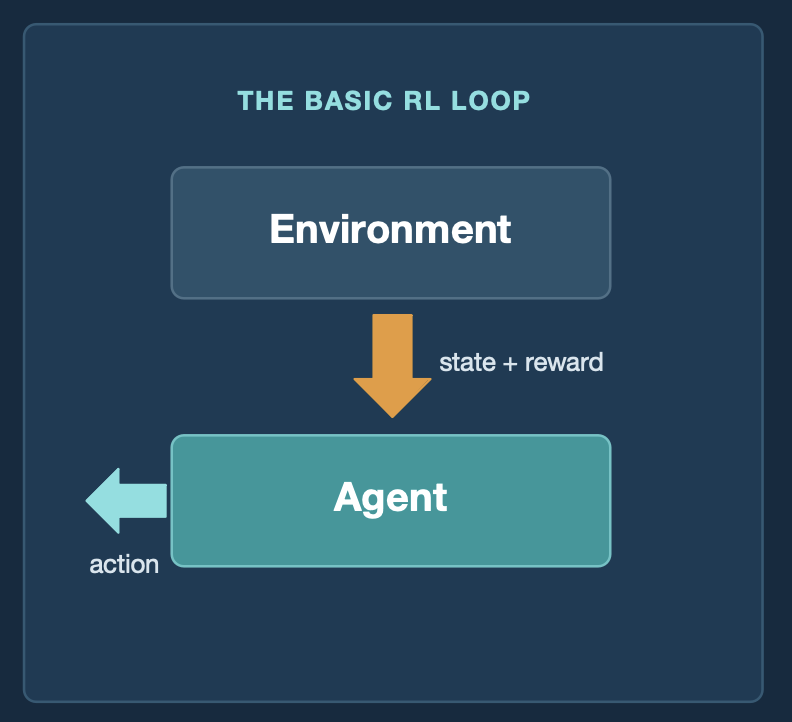 THE BASIC RL LOOP
Environment
state + reward
Agent
action